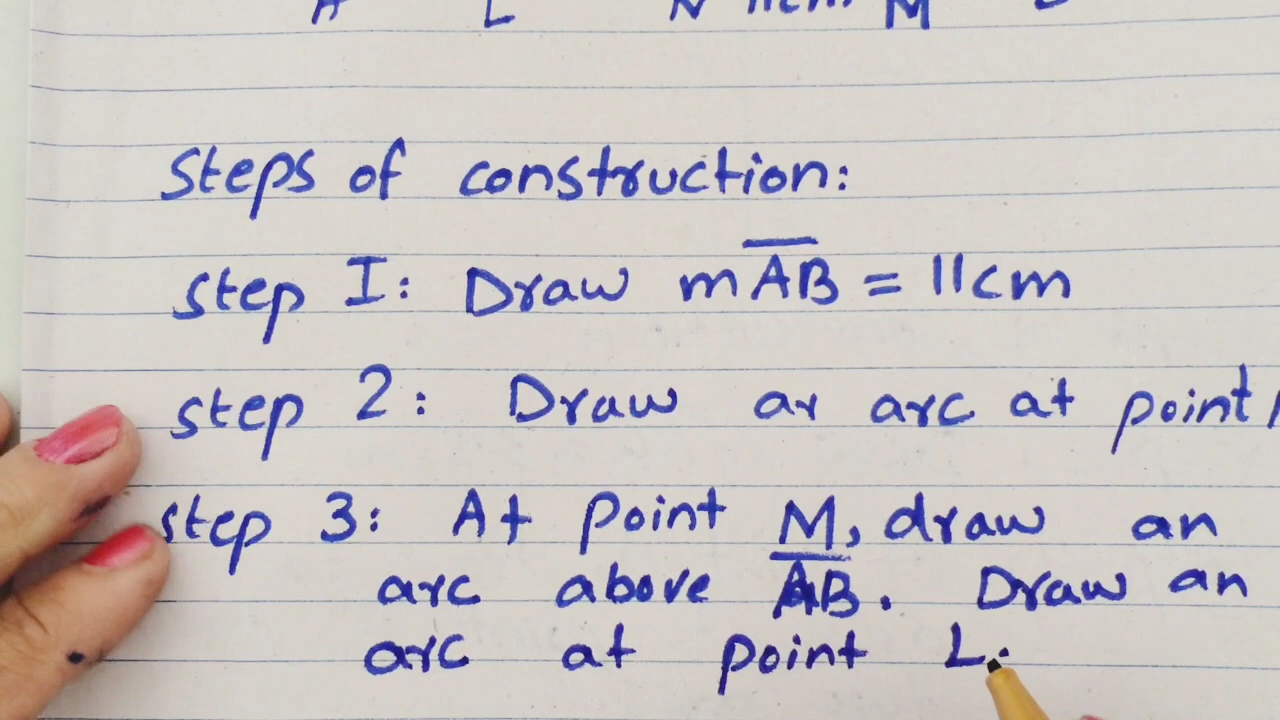 L N 11cm M
Steps of construction:
step I: Draw mAB = 11cm
step 2: Draw an arc at point
step 3: At point M, draw an
arc above AB. Draw an
arc at point L.